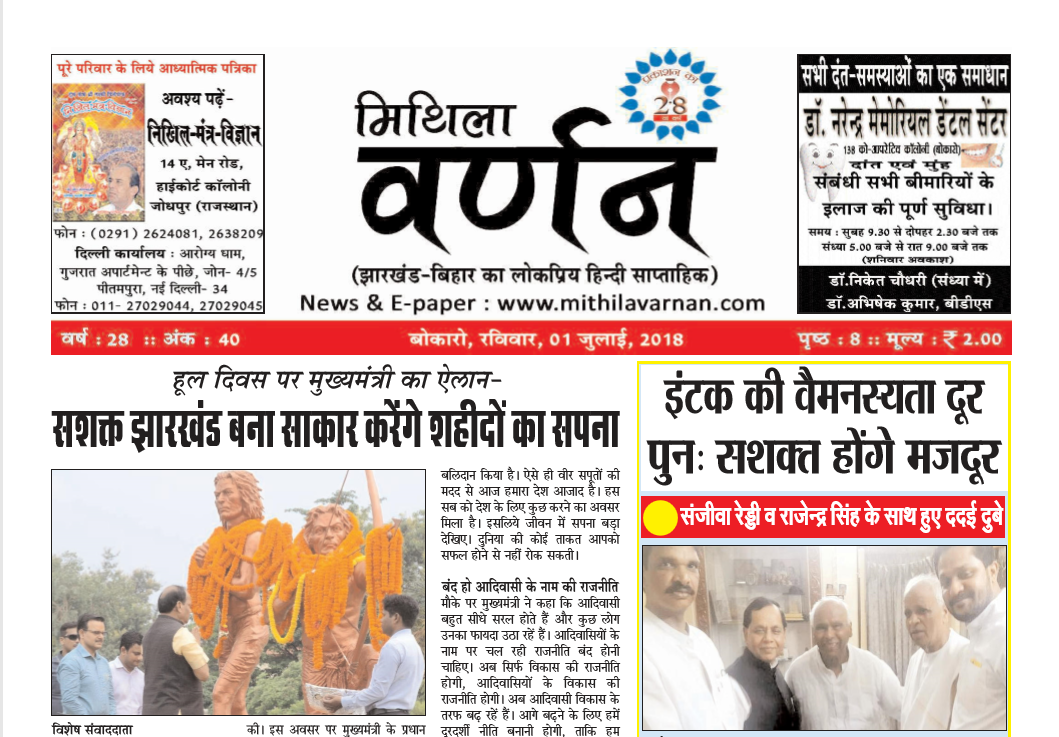 पूरे परिवार के लिये आध्यात्मिक पत्रिका
अवश्य पढ़ें-
निखिल-मंत्र-विज्ञान
14 ए, मेन रोड,
हाईकोर्ट कॉलोनी
जोधपुर (राजस्थान)
फोन : (0291) 2624081, 2638209
दिल्ली कार्यालय : आरोग्य धाम,
गुजरात अपार्टमेन्ट के पीछे, जोन- 4/5
पीतमपुरा, नई दिल्ली- 34
फोन : 011- 27029044, 27029045
मिथिला
वर्णन
प्रकाशन का
28
(झारखंड-बिहार का लोकप्रिय हिन्दी साप्ताहिक)
News & E-paper : www.mithilavarnan.com
सभी दंत-समस्याओं का एक समाधान
डॉ. नरेन्द्र मेमोरियल डेंटल सेंटर
138 को-आपरेटिव कॉलोनी (बोकारो)
दांत एवं मुंह
संबंधी सभी बीमारियों के
इलाज की पूर्ण सुविधा।
समय : सुबह 9.30 से दोपहर 2.30 बजे तक
संध्या 5.00 बजे से रात 9.00 बजे तक
(शनिवार अवकाश)
डॉ.निकेत चौधरी (संध्या में)
डॉ.अभिषेक कुमार, बीडीएस
वर्ष : 28 :: अंक : 40
बोकारो, रविवार, 01 जुलाई, 2018
पृष्ठ : 8 :: मूल्य : ₹ 2.00
हूल दिवस पर मुख्यमंत्री का ऐलान-
सशक्त झारखंड बना साकार करेंगे शहीदों का सपना
विशेष संवाददाता
की। इस अवसर पर मुख्यमंत्री के प्रधान
बलिदान किया है। ऐसे ही वीर सपूतों की
मदद से आज हमारा देश आजाद है। हस
सब को देश के लिए कुछ करने का अवसर
मिला है। इसलिये जीवन में सपना बड़ा
देखिए। दुनिया की कोई ताकत आपको
सफल होने से नहीं रोक सकती।
बंद हो आदिवासी के नाम की राजनीति
मौके पर मुख्यमंत्री ने कहा कि आदिवासी
बहुत सीधे सरल होते हैं और कुछ लोग
उनका फायदा उठा रहें हैं। आदिवासियों के
नाम पर चल रही राजनीति बंद होनी
चाहिए। अब सिर्फ विकास की राजनीति
होगी, आदिवासियों के विकास की
राजनीति होगी। अब आदिवासी विकास के
तरफ बढ़ रहें हैं। आगे बढ़ने के लिए हमें
दूरदर्शी नीति बनानी होगी, ताकि हम
इंटक की वैमनस्यता दूर
पुनः सशक्त होंगे मजदूर
संजीवा रेड्डी व राजेन्द्र सिंह के साथ हुए ददई दुबे